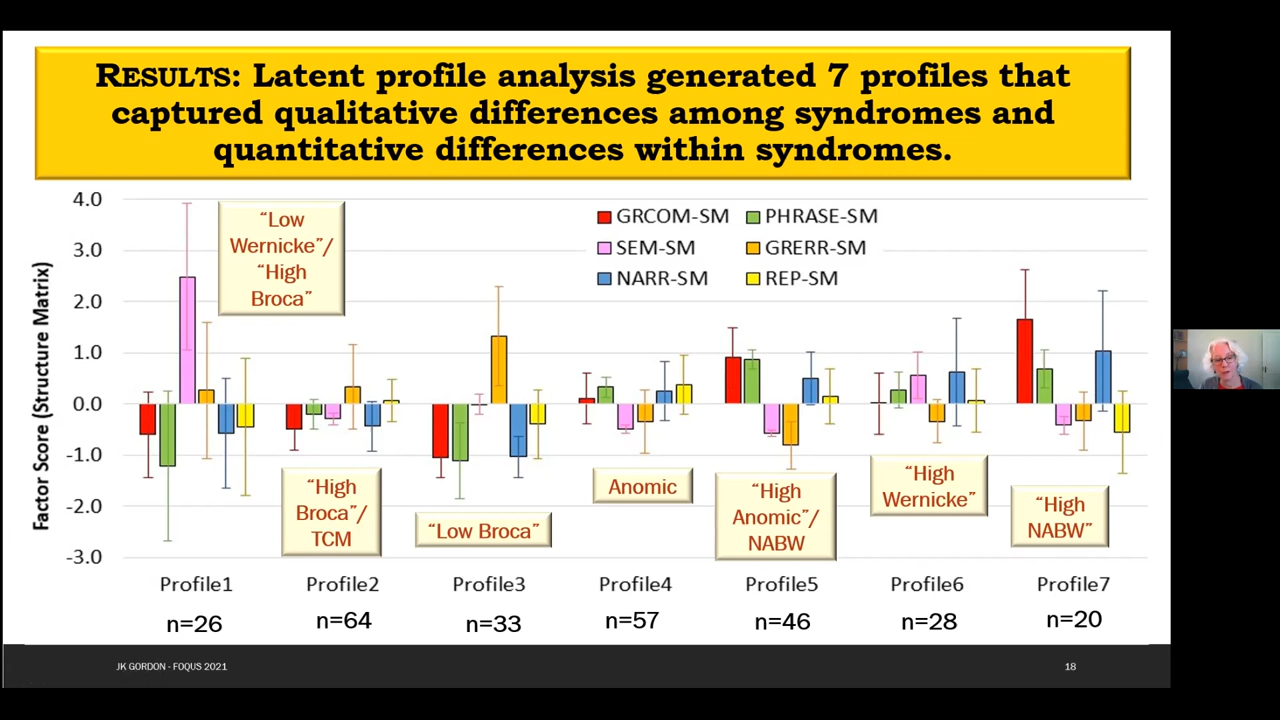 RESULTS: Latent profile analysis generated 7 profiles that
captured qualitative differences among syndromes and
quantitative differences within syndromes.
Factor Score (Structure Matrix)
4.0
3.0
2.0
1.0
0.0
-1.0
-2.0
-3.0
GRCOM-SM
PHRASE-SM
SEM-SM
GRERR-SM
NARR-SM
REP-SM
“Low
Wernicke”/
“High
Broca”
“High
Broca”/
TCM
“Low Broca”
Anomic
“High
Anomic”/
NABW
“High
Wernicke”
“High
NABW”
Profile1
Profile2
Profile3
Profile4
Profile5
Profile6
Profile7
n=26
n=64
n=33
n=57
n=46
n=28
n=20
JK GORDON - FOQUS 2021
18